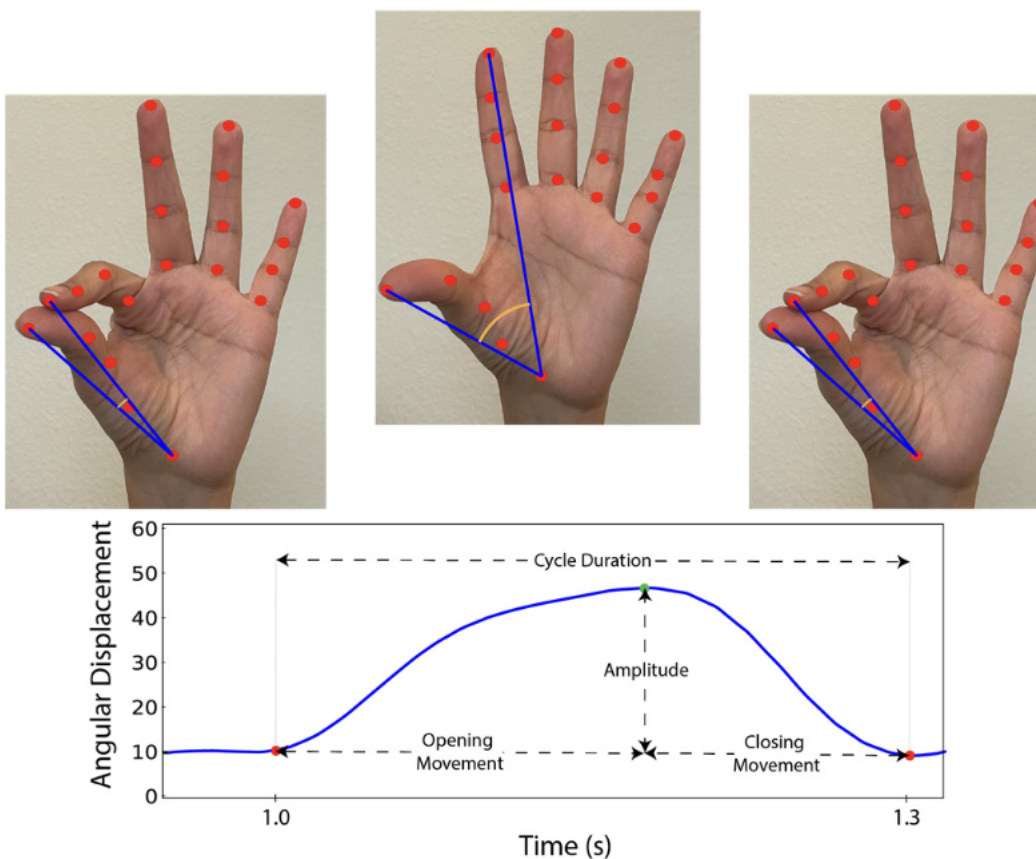 Angular Displacement
60
50
40
30
20
10
0
Cycle Duration
Amplitude
Opening
Movement
Closing
Movement
1.0
1.3
Time (s)